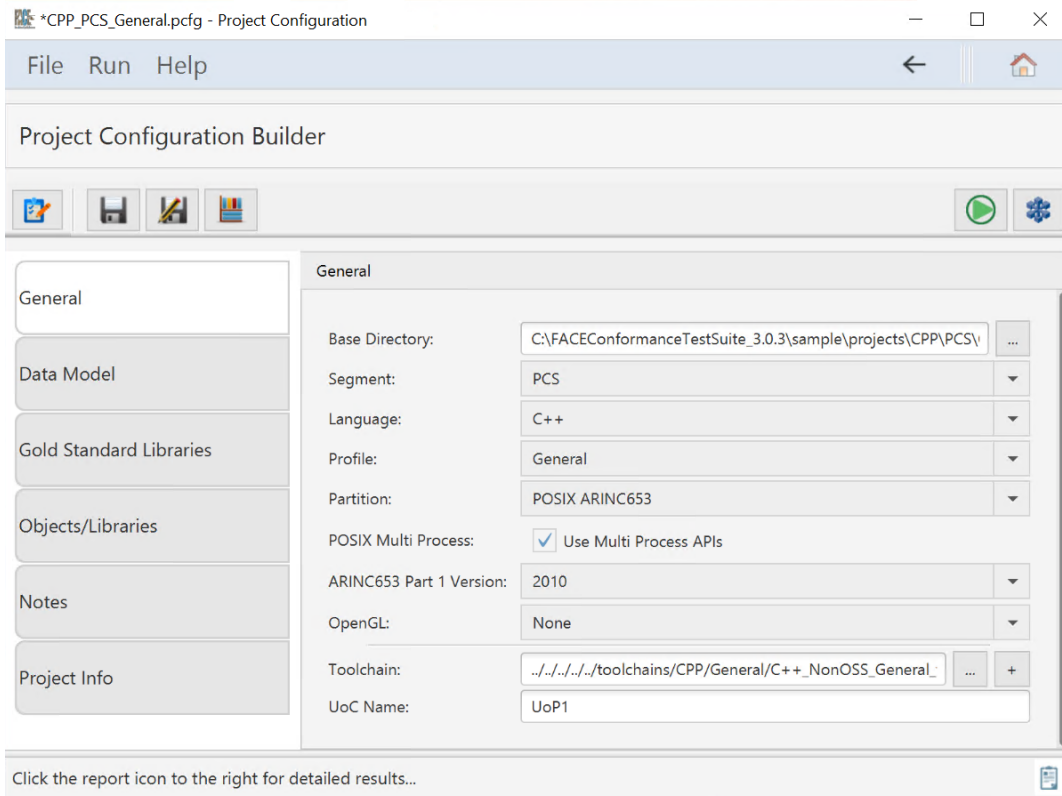 *CPP_PCS_General.pcfg - Project Configuration
File Run Help
Project Configuration Builder
General
Data Model
Gold Standard Libraries
Objects/Libraries
Notes
Project Info
General
Base Directory: C:\FACEConformanceTestSuite_3.0.3\sample\projects\CPP\PCS\ ...
Segment: PCS
Language: C++
Profile: General
Partition: POSIX ARINC653
POSIX Multi Process: Use Multi Process APIs
ARINC653 Part 1 Version: 2010
OpenGL: None
Toolchain: ../../../../../toolchains/CPP/General/C++_NonOSS_General_ ... +
UoC Name: UoP1
Click the report icon to the right for detailed results...